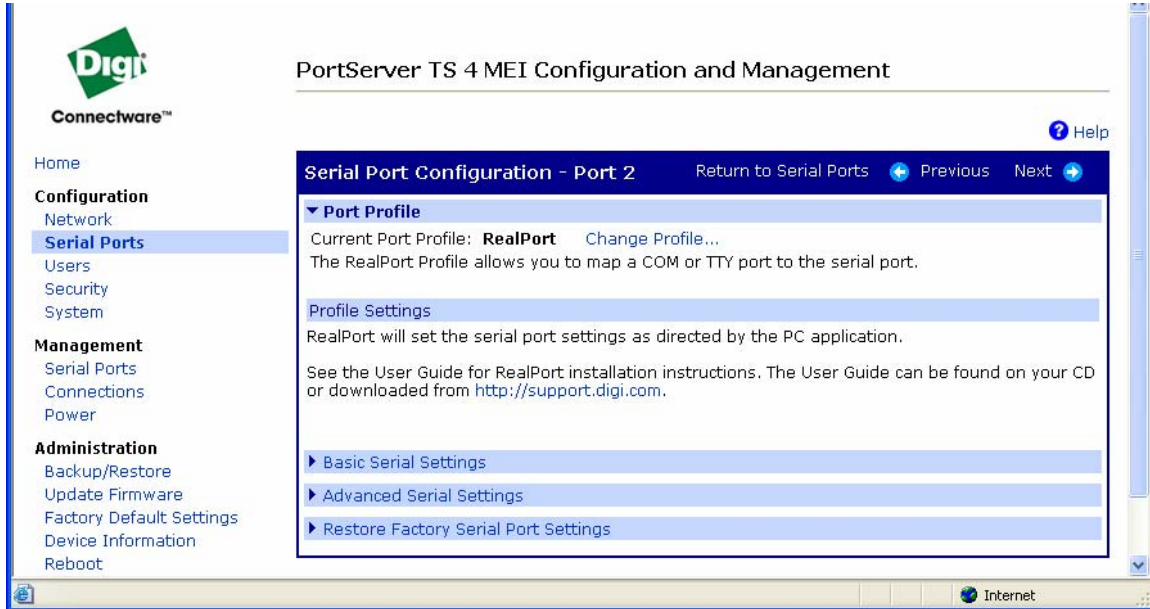 Digi
Connectware™
PortServer TS 4 MEI Configuration and Management
Help
Home
Configuration
Network
Serial Ports
Users
Security
System
Management
Serial Ports
Connections
Power
Administration
Backup/Restore
Update Firmware
Factory Default Settings
Device Information
Reboot
Serial Port Configuration - Port 2 Return to Serial Ports Previous Next
Port Profile
Current Port Profile: RealPort Change Profile...
The RealPort Profile allows you to map a COM or TTY port to the serial port.
Profile Settings
RealPort will set the serial port settings as directed by the PC application.
See the User Guide for RealPort installation instructions. The User Guide can be found on your CD
or downloaded from http://support.digi.com.
Basic Serial Settings
Advanced Serial Settings
Restore Factory Serial Port Settings
Internet